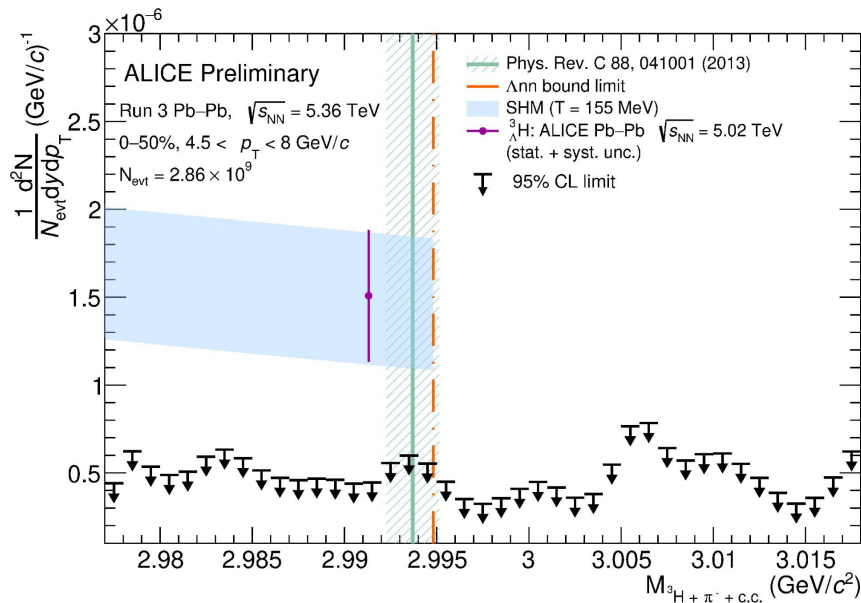 ×10⁻⁶
ALICE Preliminary
Run 3 Pb–Pb, √s_NN = 5.36 TeV
0–50%, 4.5 < p_T < 8 GeV/c
N_evt = 2.86 × 10⁹
Phys. Rev. C 88, 041001 (2013)
Λnn bound limit
SHM (T = 155 MeV)
³_ΛH: ALICE Pb–Pb √s_NN = 5.02 TeV
(stat. + syst. unc.)
95% CL limit
1/N_evt d²N/dydp_T (GeV/c)⁻¹
3
2.5
2
1.5
1
0.5
2.98 2.985 2.99 2.995 3 3.005 3.01 3.015
M_³H + π⁻ + c.c. (GeV/c²)